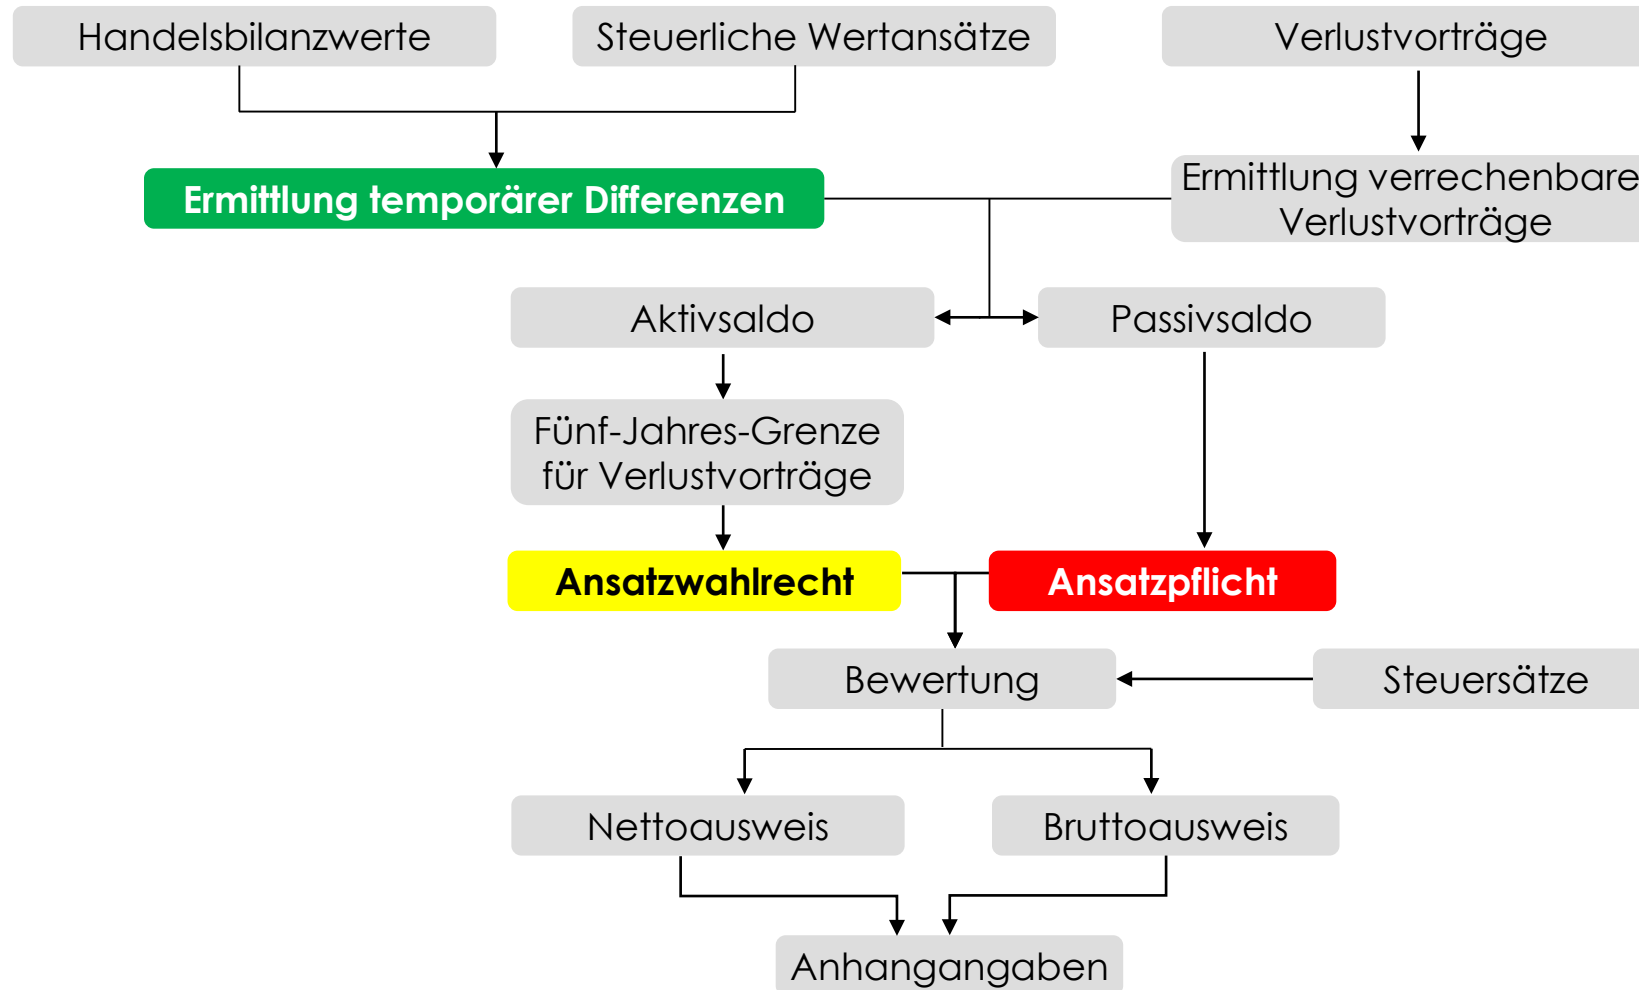 Handelsbilanzwerte
Steuerliche Wertansätze
Verlustvorträge
Ermittlung temporärer Differenzen
Ermittlung verrechenbare
Verlustvorträge
Aktivsaldo
Passivsaldo
Fünf-Jahres-Grenze
für Verlustvorträge
Ansatzwahlrecht
Ansatzpflicht
Bewertung
Steuersätze
Nettoausweis
Bruttoausweis
Anhangangaben